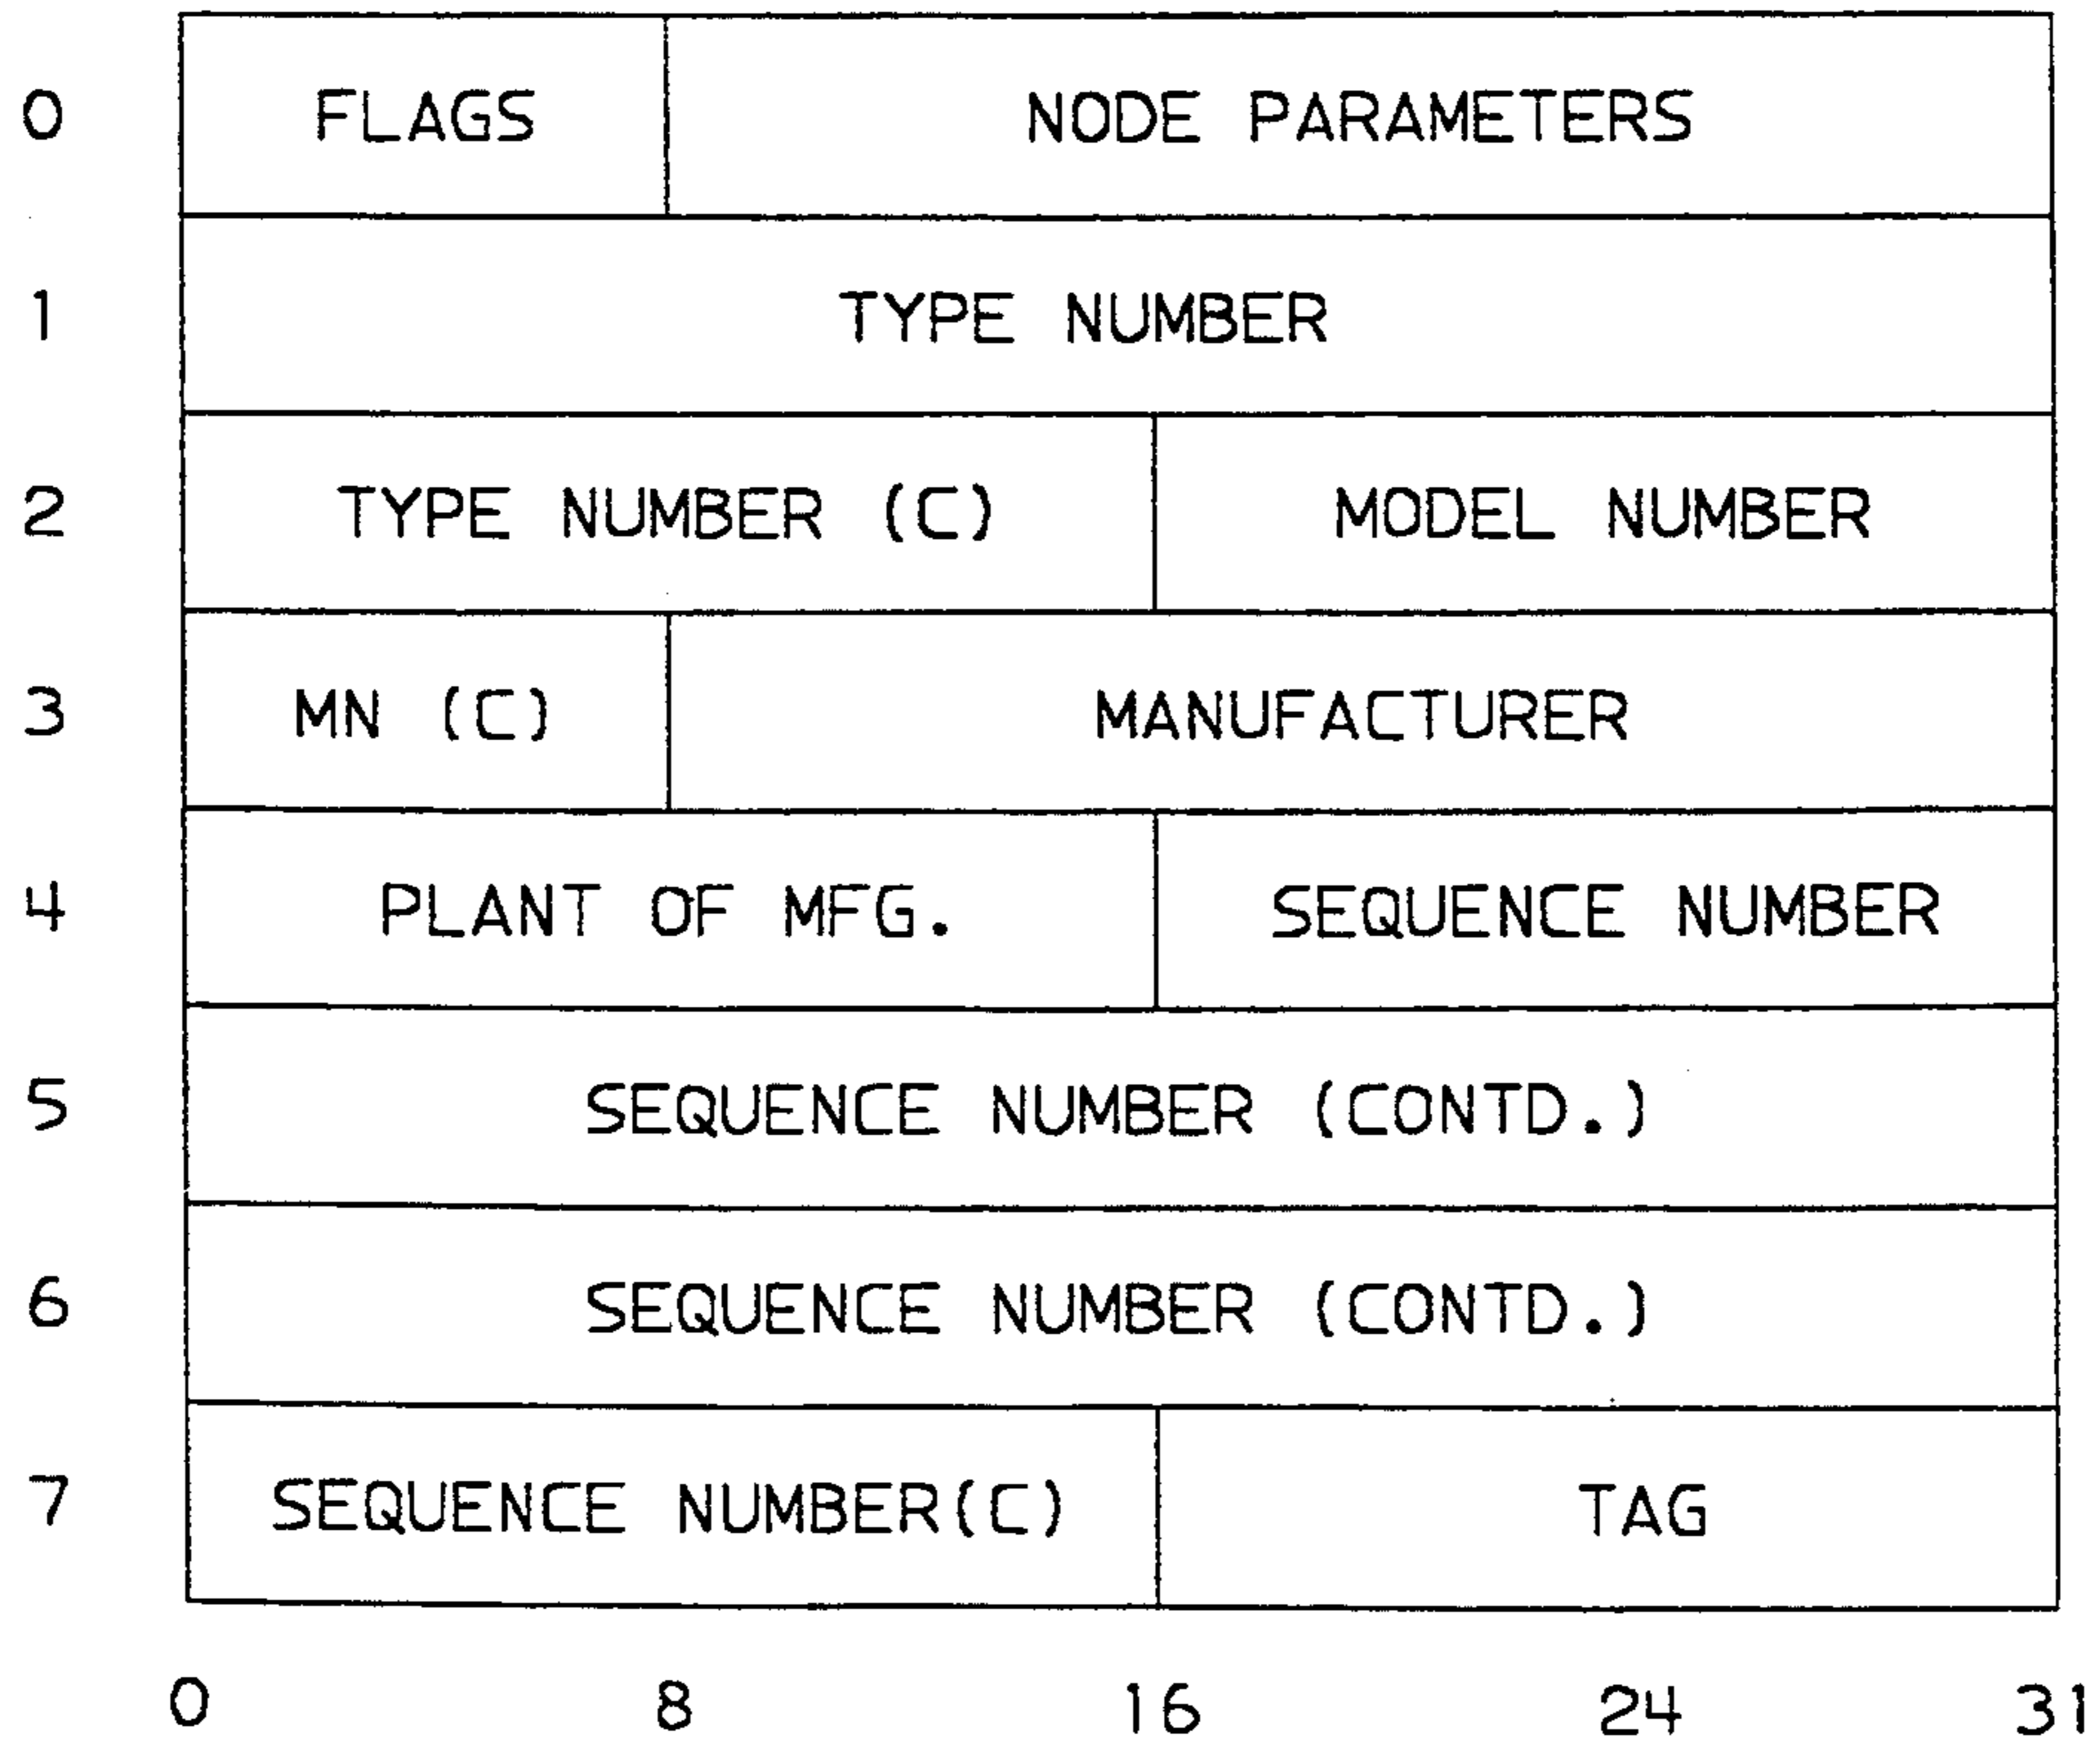 0 FLAGS NODE PARAMETERS
1 TYPE NUMBER
2 TYPE NUMBER (C) MODEL NUMBER
3 MN (C) MANUFACTURER
4 PLANT OF MFG. SEQUENCE NUMBER
5 SEQUENCE NUMBER (CONTD.)
6 SEQUENCE NUMBER (CONTD.)
7 SEQUENCE NUMBER(C) TAG
0 8 16 24 31